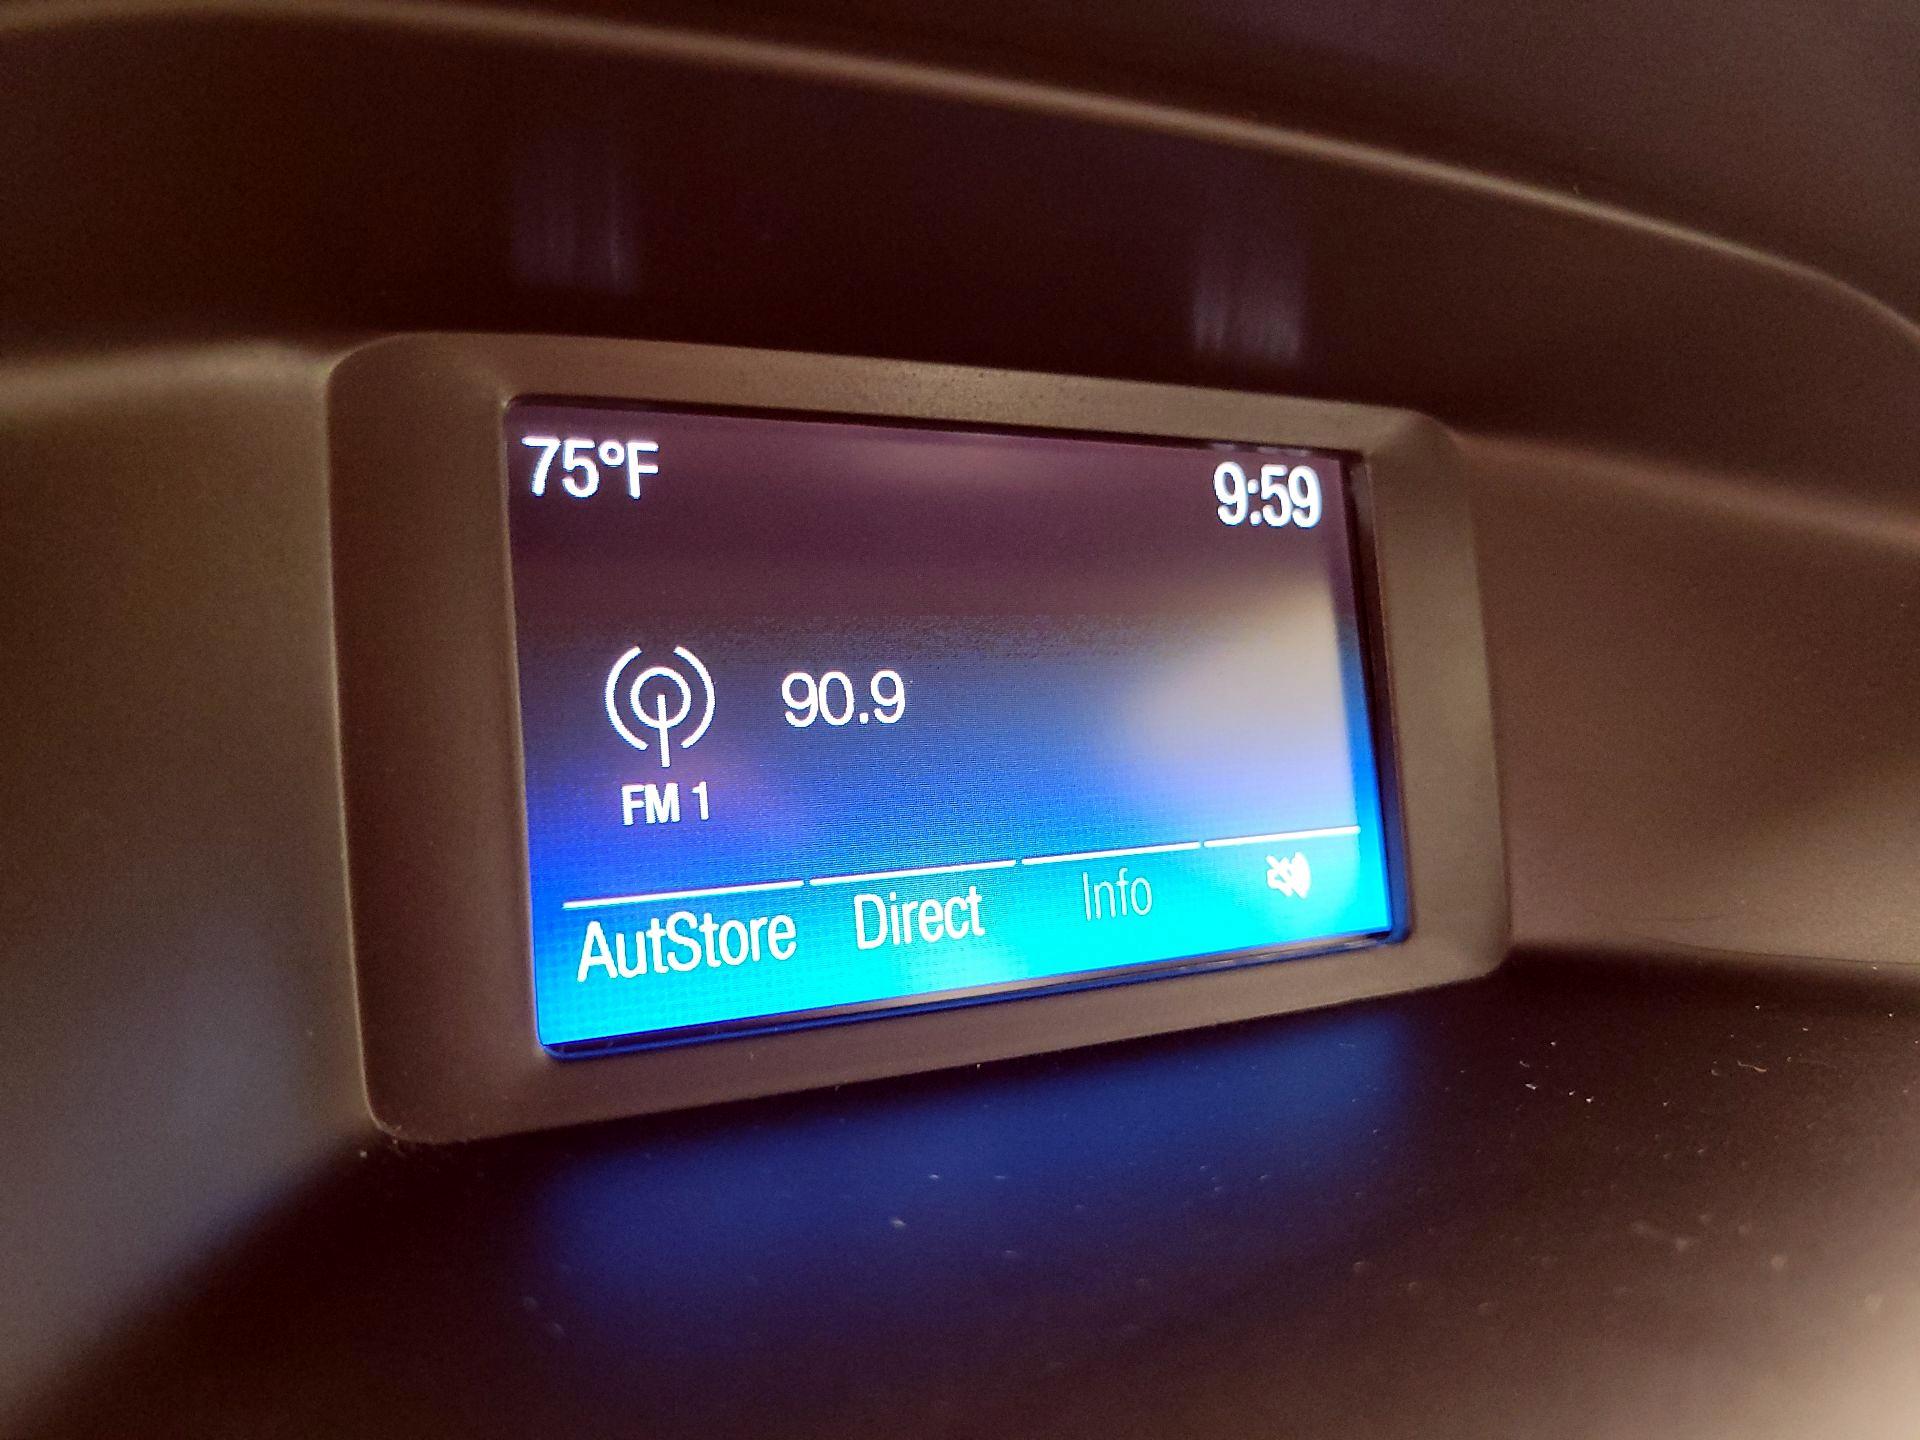 75°F
9:59
90.9
FM 1
AutStore
Direct
Info